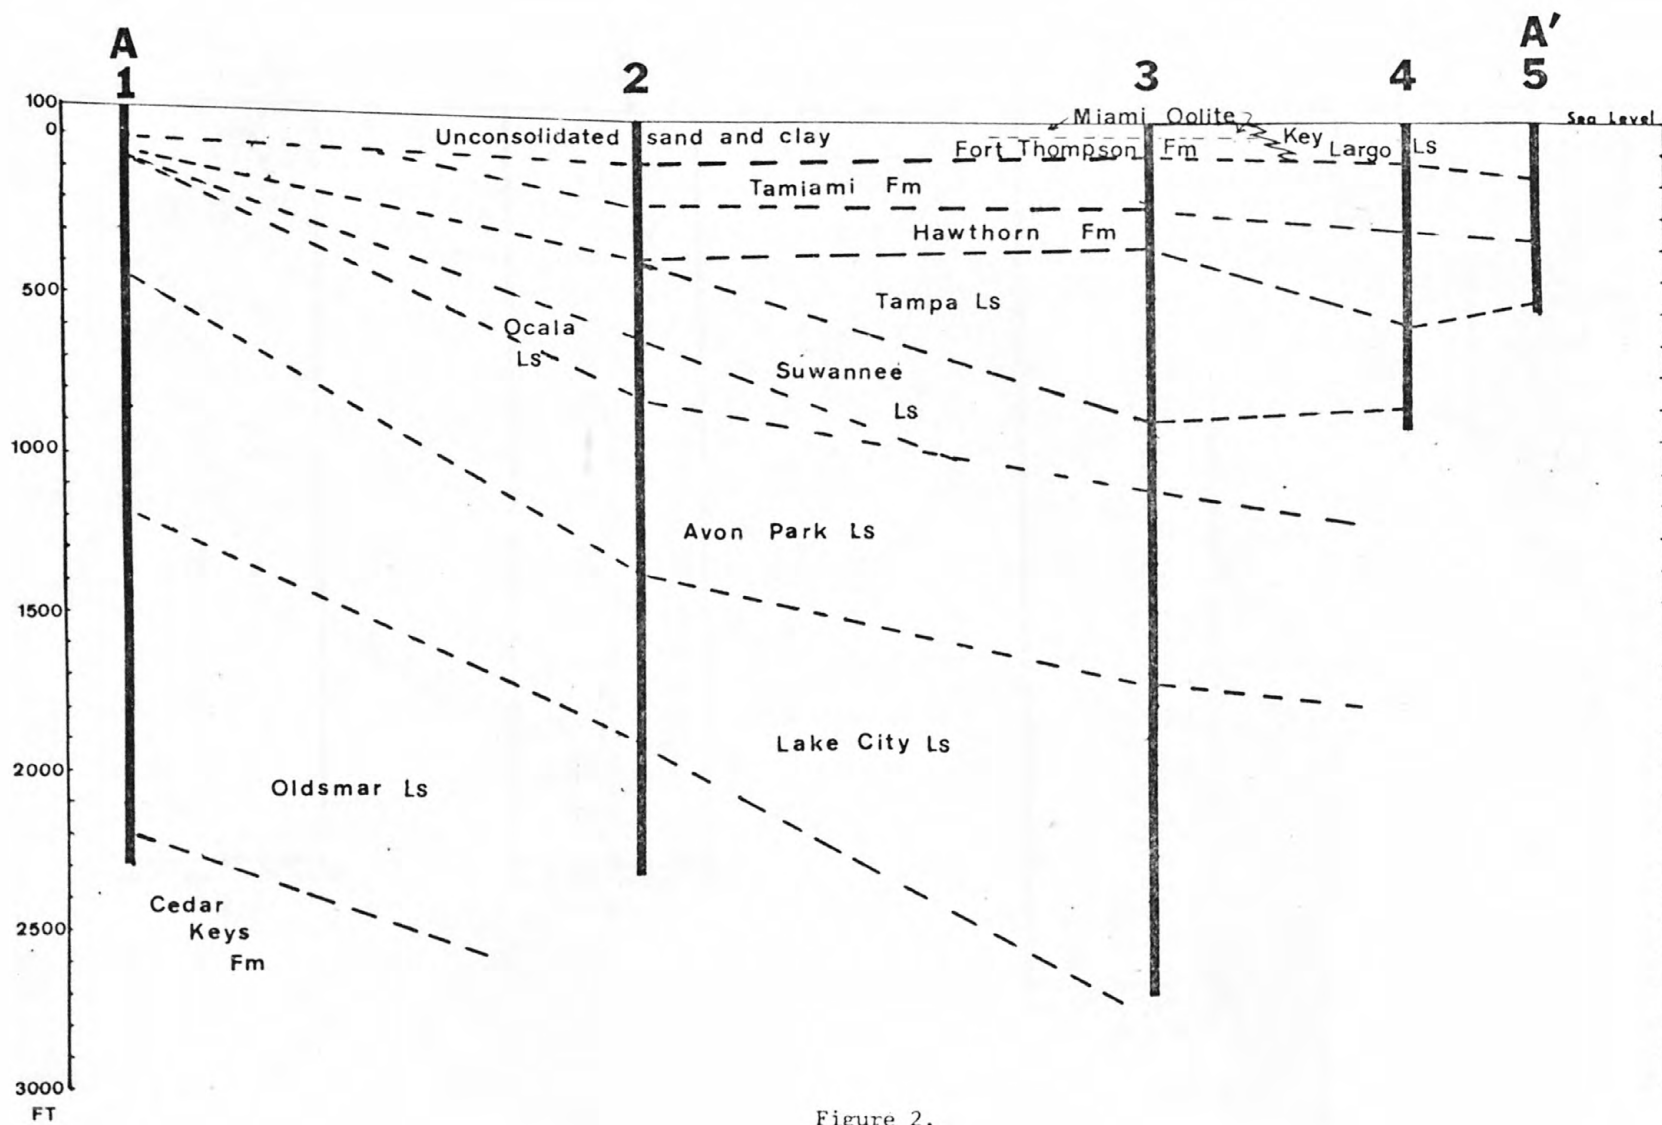 A A'
1 2 3 4 5
100
0
500
1000
1500
2000
2500
3000
FT
Sea Level
Miami Oolite
Unconsolidated sand and clay
Fort Thompson Fm
Key Largo Ls
Tamiami Fm
Hawthorn Fm
Tampa Ls
Ocala
Ls
Suwannee
Ls
Avon Park Ls
Lake City Ls
Oldsmar Ls
Cedar
Keys
Fm
Figure 2.